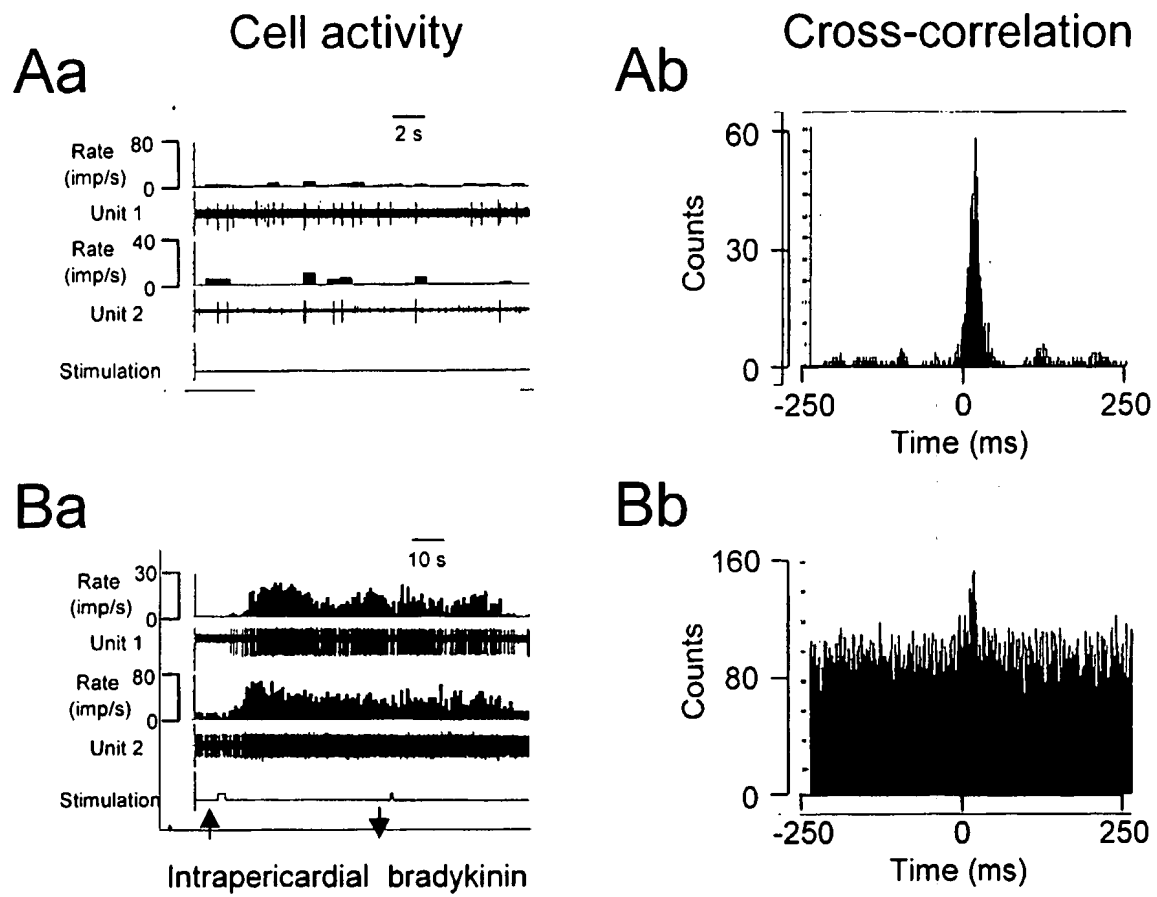 Cell activity
Cross-correlation
Aa
2 s
Rate 80
(imp/s) 0
Unit 1
Rate 40
(imp/s) 0
Unit 2
Stimulation
Ab
60
30
0
Counts
-250 0 250
Time (ms)
Ba
10 s
Rate 30
(imp/s) 0
Unit 1
Rate 80
(imp/s) 0
Unit 2
Stimulation
Intrapericardial bradykinin
Bb
160
80
0
Counts
-250 0 250
Time (ms)